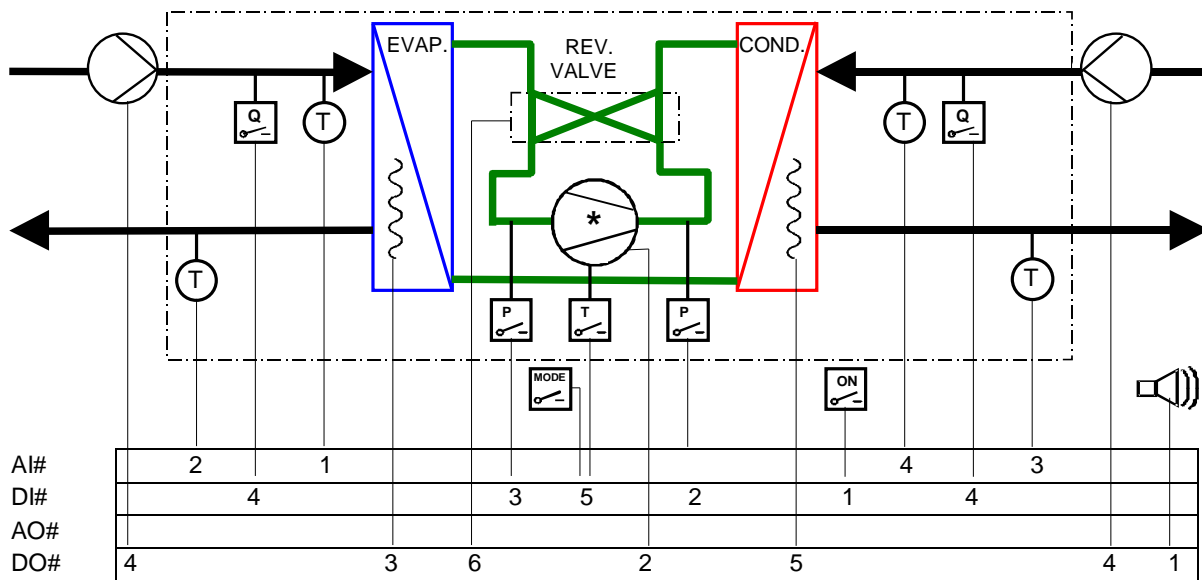 EVAP. REV. COND.
VALVE
Q T T Q
*
T T
P T P
MODE ON
AI# 2 1 4 3
DI# 4 3 5 2 1 4
AO#
DO# 4 3 6 2 5 4 1